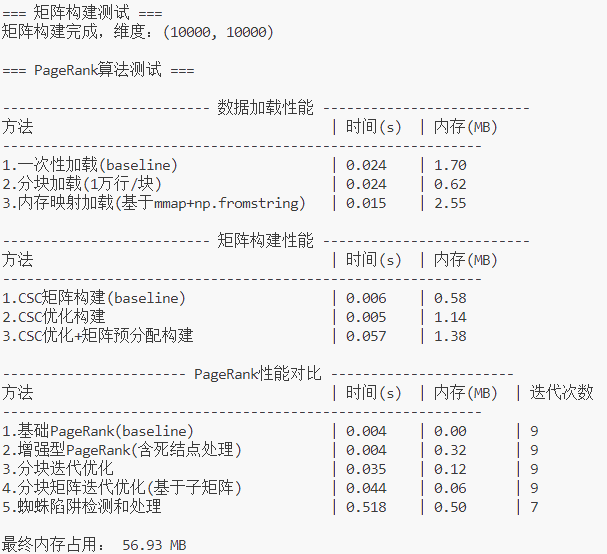 === 矩阵构建测试 ===
矩阵构建完成，维度：(10000, 10000)
=== PageRank算法测试 ===
-------------------------- 数据加载性能 --------------------------
方法 | 时间(s) | 内存(MB)
------------------------------------------------------------
1.一次性加载(baseline) | 0.024 | 1.70
2.分块加载(1万行/块) | 0.024 | 0.62
3.内存映射加载(基于mmap+np.fromstring) | 0.015 | 2.55
-------------------------- 矩阵构建性能 --------------------------
方法 | 时间(s) | 内存(MB)
------------------------------------------------------------
1.CSC矩阵构建(baseline) | 0.006 | 0.58
2.CSC优化构建 | 0.005 | 1.14
3.CSC优化+矩阵预分配构建 | 0.057 | 1.38
----------------------- PageRank性能对比 -----------------------
方法 | 时间(s) | 内存(MB) | 迭代次数
------------------------------------------------------------
1.基础PageRank(baseline) | 0.004 | 0.00 | 9
2.增强型PageRank(含死结点处理) | 0.004 | 0.32 | 9
3.分块迭代优化 | 0.035 | 0.12 | 9
4.分块矩阵迭代优化(基于子矩阵) | 0.044 | 0.06 | 9
5.蜘蛛陷阱检测和处理 | 0.518 | 0.50 | 7
最终内存占用： 56.93 MB